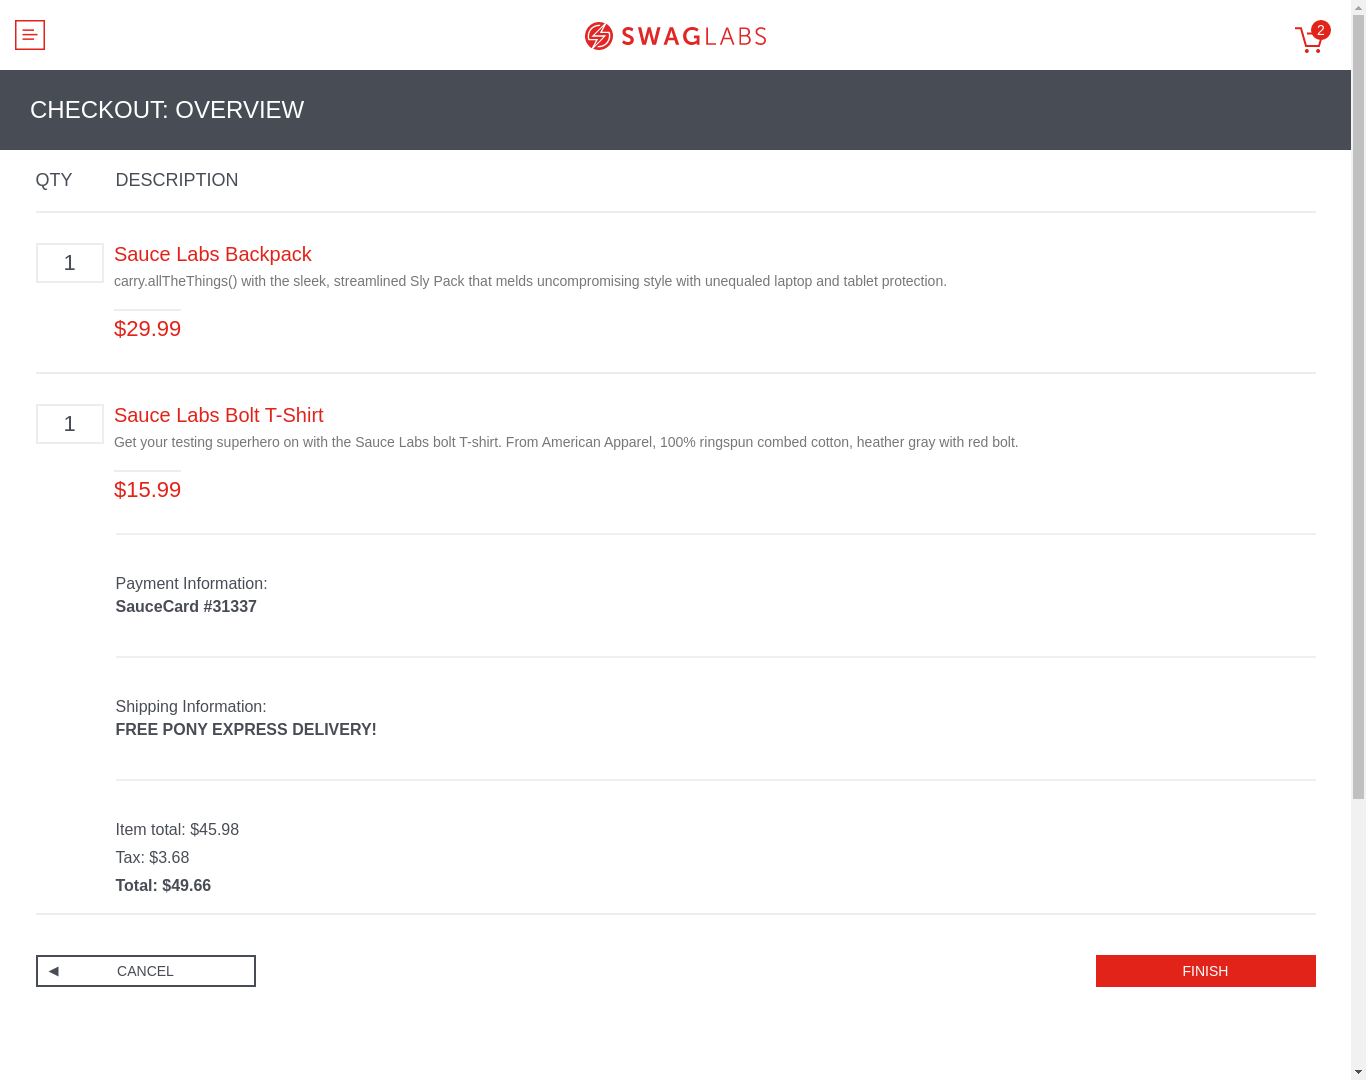 SWAGLABS
2
CHECKOUT: OVERVIEW
QTY DESCRIPTION
1
Sauce Labs Backpack
carry.allTheThings() with the sleek, streamlined Sly Pack that melds uncompromising style with unequaled laptop and tablet protection.
$29.99
1
Sauce Labs Bolt T-Shirt
Get your testing superhero on with the Sauce Labs bolt T-shirt. From American Apparel, 100% ringspun combed cotton, heather gray with red bolt.
$15.99
Payment Information:
SauceCard #31337
Shipping Information:
FREE PONY EXPRESS DELIVERY!
Item total: $45.98
Tax: $3.68
Total: $49.66
CANCEL
FINISH